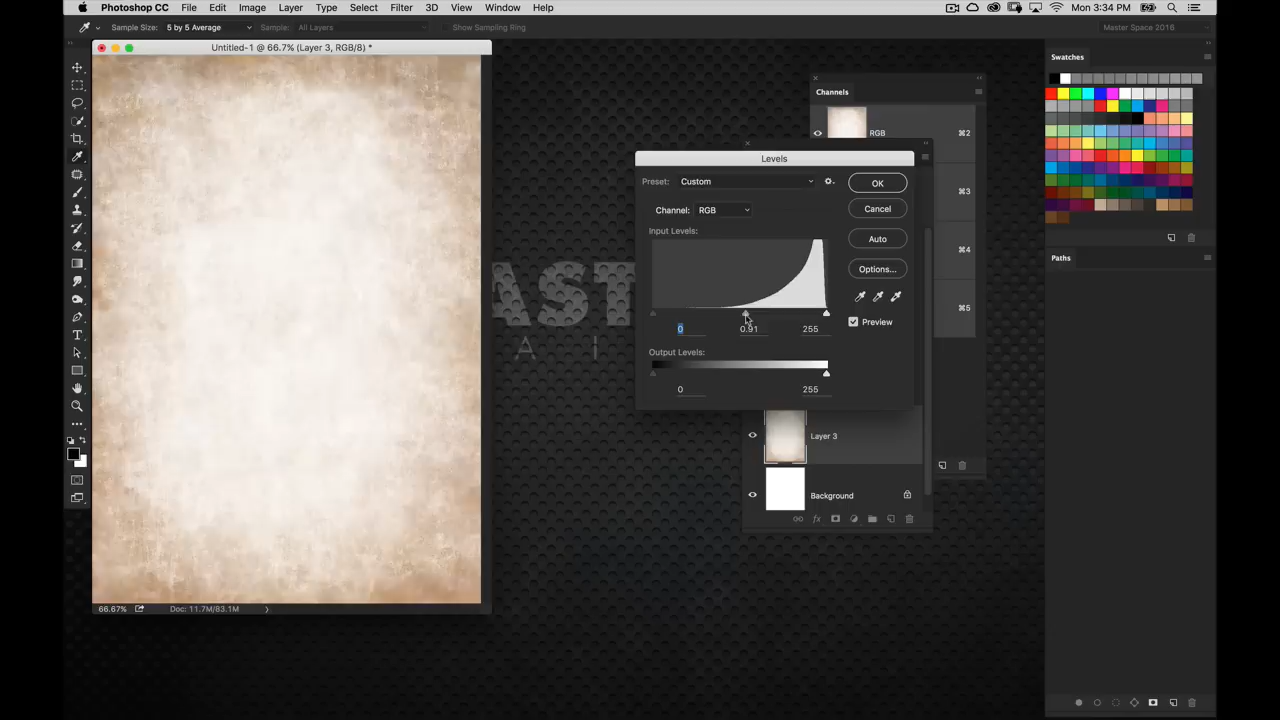 Photoshop CC File Edit Image Layer Type Select Filter 3D View Window Help Mon 3:34 PM
Sample Size: 5 by 5 Average Sample: All Layers Show Sampling Ring Master Space 2016
Untitled-1 @ 66.7% (Layer 3, RGB/8) *
Swatches
Channels
RGB ⌘2
Levels
Preset: Custom
OK
⌘3
Channel: RGB
Cancel
Input Levels:
Auto
⌘4
Paths
Options...
AST
⌘5
Preview
0 0.91 255
A I
Output Levels:
0 255
Layer 3
Background
fx
66.67% Doc: 11.7M/83.1M